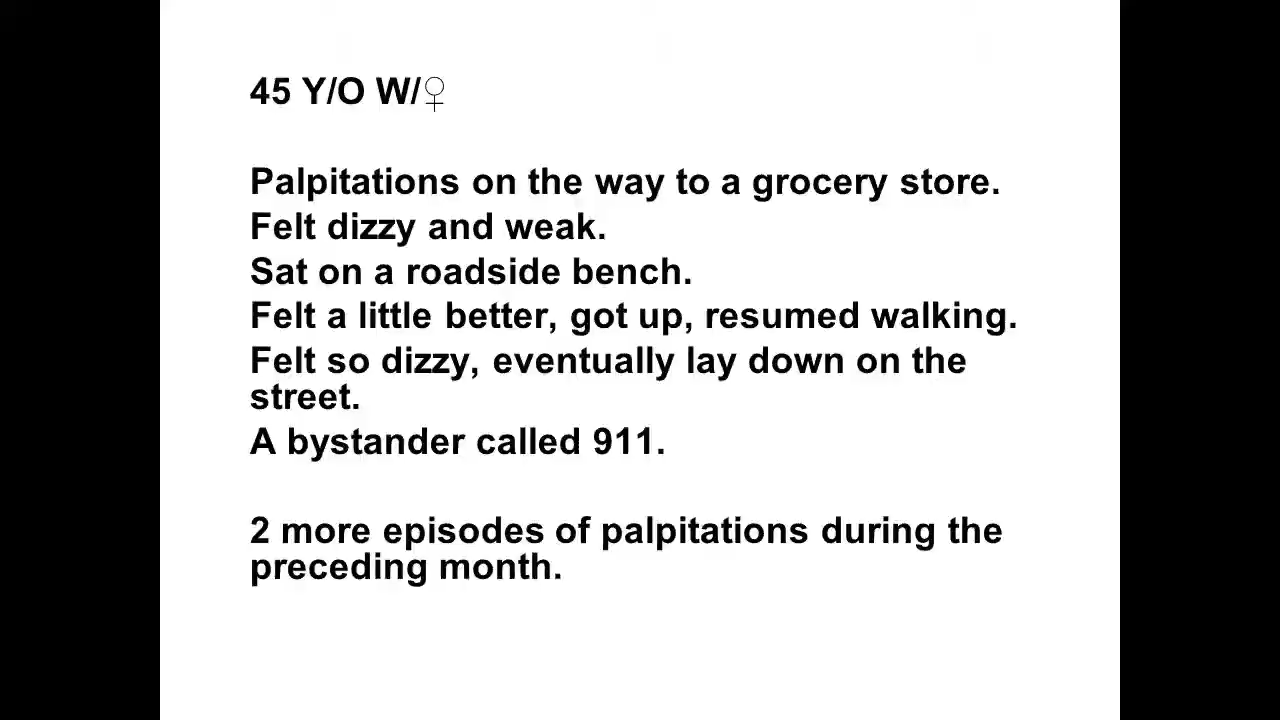 45 Y/O W/♀
Palpitations on the way to a grocery store.
Felt dizzy and weak.
Sat on a roadside bench.
Felt a little better, got up, resumed walking.
Felt so dizzy, eventually lay down on the
street.
A bystander called 911.
2 more episodes of palpitations during the
preceding month.